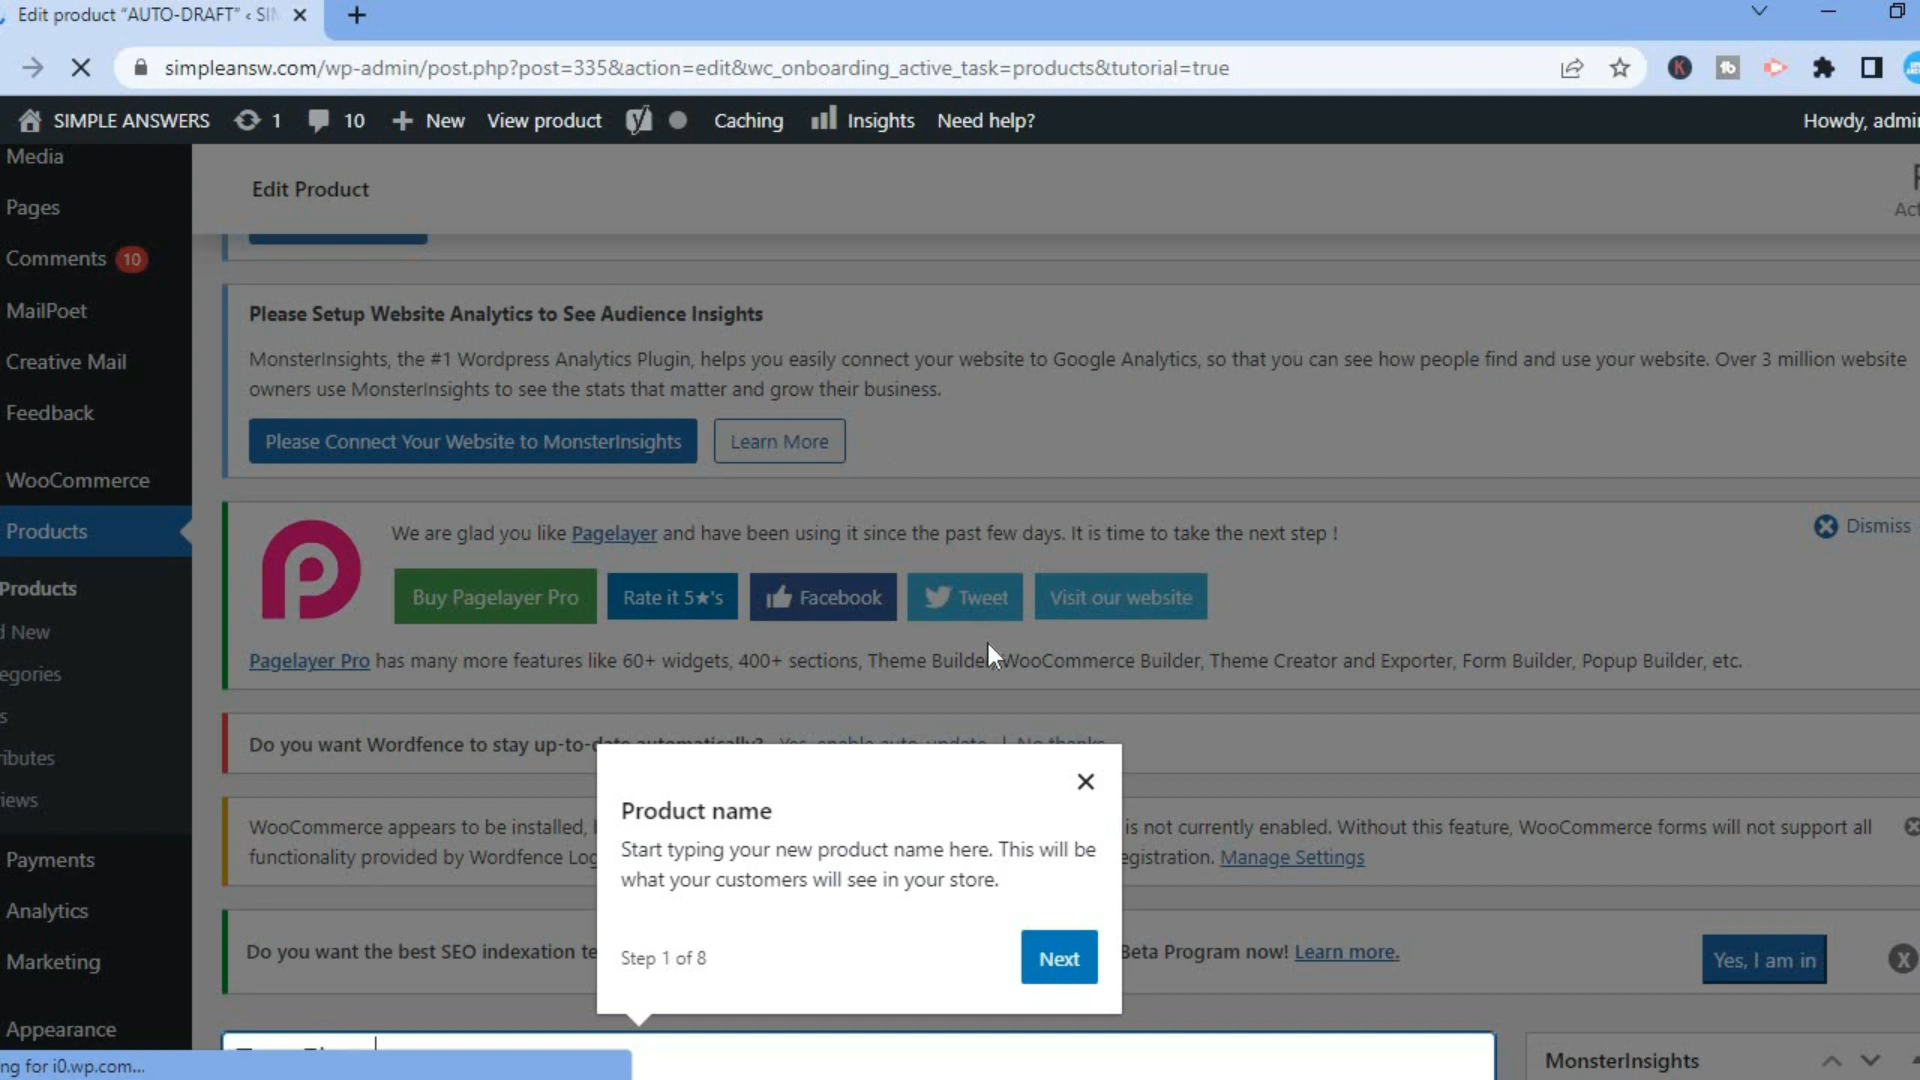 Edit product “AUTO-DRAFT” ‹ SI
simpleansw.com/wp-admin/post.php?post=335&action=edit&wc_onboarding_active_task=products&tutorial=true
SIMPLE ANSWERS 1 10 New View product Caching Insights Need help? Howdy, admi
Media
Pages
Comments 10
MailPoet
Creative Mail
Feedback
WooCommerce
Products
Products
d New
egories
s
ributes
iews
Payments
Analytics
Marketing
Appearance
ng for i0.wp.com...
Edit Product
Act
Please Setup Website Analytics to See Audience Insights
MonsterInsights, the #1 Wordpress Analytics Plugin, helps you easily connect your website to Google Analytics, so that you can see how people find and use your website. Over 3 million website
owners use MonsterInsights to see the stats that matter and grow their business.
Please Connect Your Website to MonsterInsights Learn More
We are glad you like Pagelayer and have been using it since the past few days. It is time to take the next step !
Dismiss
Buy Pagelayer Pro Rate it 5★'s Facebook Tweet Visit our website
Pagelayer Pro has many more features like 60+ widgets, 400+ sections, Theme Builder WooCommerce Builder, Theme Creator and Exporter, Form Builder, Popup Builder, etc.
Do you want Wordfence to stay up-to-date automatically? Yes, enable auto-update. | No thanks.
WooCommerce appears to be installed, is not currently enabled. Without this feature, WooCommerce forms will not support all
functionality provided by Wordfence Log egistration. Manage Settings
Do you want the best SEO indexation te Beta Program now! Learn more.
Yes, I am in
Product name
Start typing your new product name here. This will be
what your customers will see in your store.
Step 1 of 8
Next
MonsterInsights